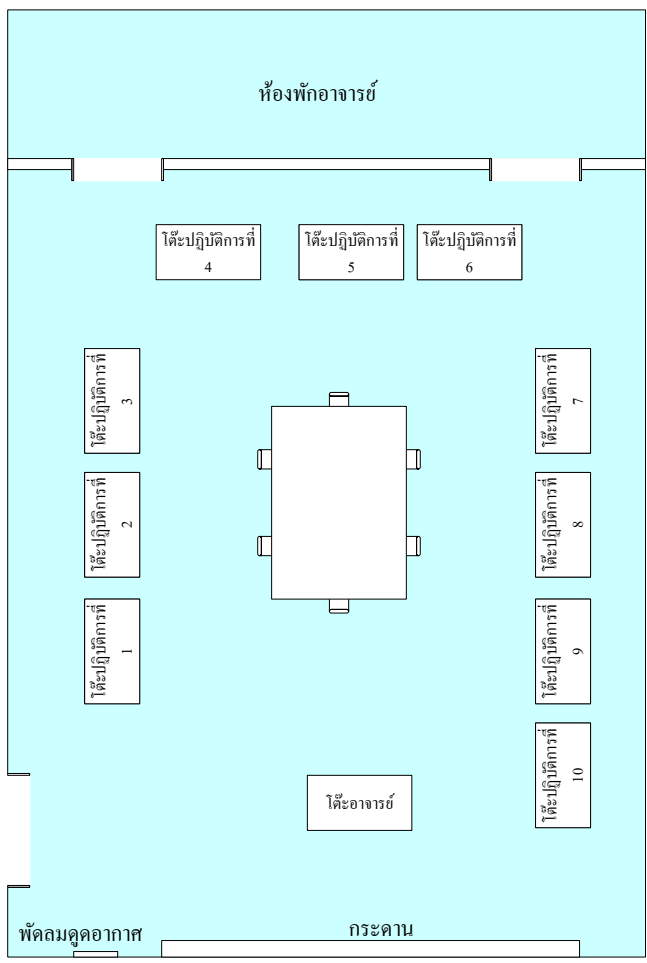 ห้องพักอาจารย์
โต๊ะปฏิบัติการที่
4
โต๊ะปฏิบัติการที่
5
โต๊ะปฏิบัติการที่
6
โต๊ะปฏิบัติการที่
3
โต๊ะปฏิบัติการที่
7
โต๊ะปฏิบัติการที่
2
โต๊ะปฏิบัติการที่
8
โต๊ะปฏิบัติการที่
1
โต๊ะปฏิบัติการที่
9
โต๊ะปฏิบัติการที่
10
โต๊ะอาจารย์
พัดลมดูดอากาศ
กระดาน